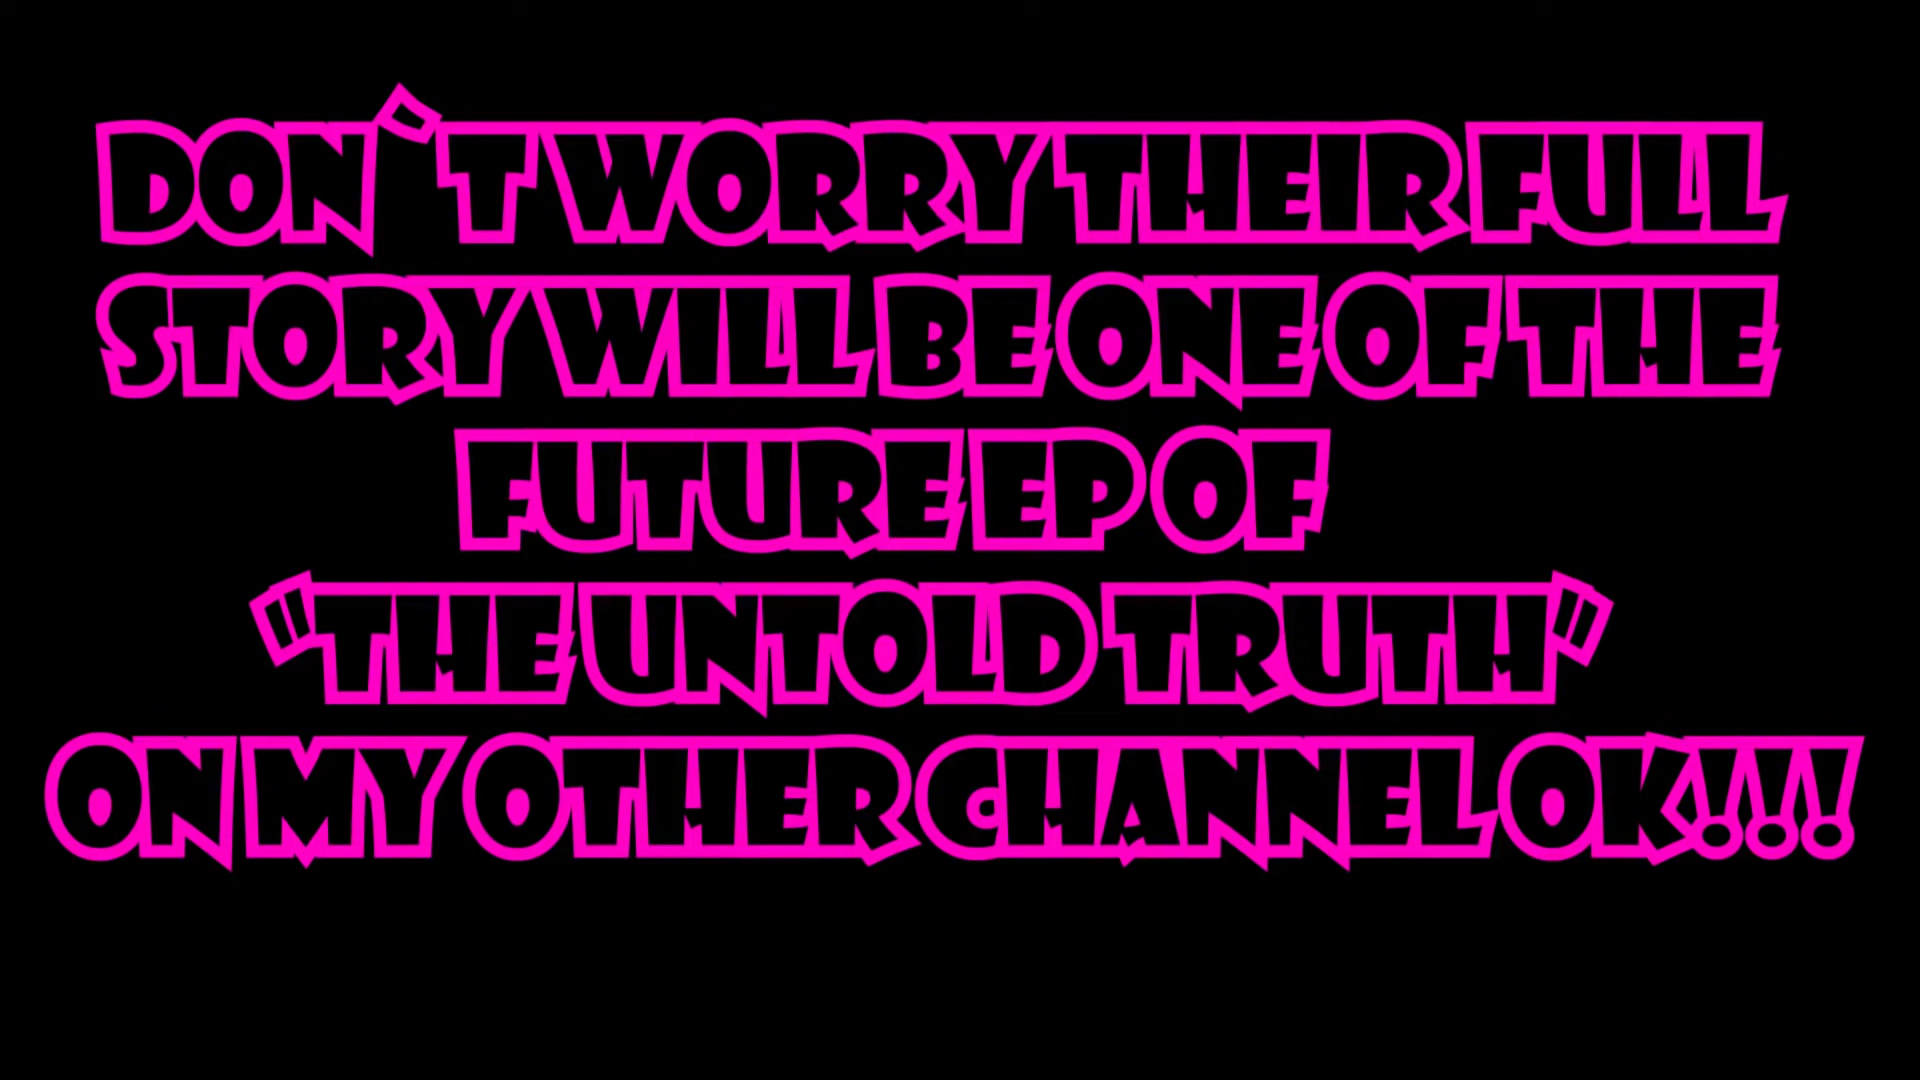 DON`T WORRY THEIR FULL
STORY WILL BE ONE OF THE
FUTURE EP OF
"THE UNTOLD TRUTH"
ON MY OTHER CHANNEL OK!!!